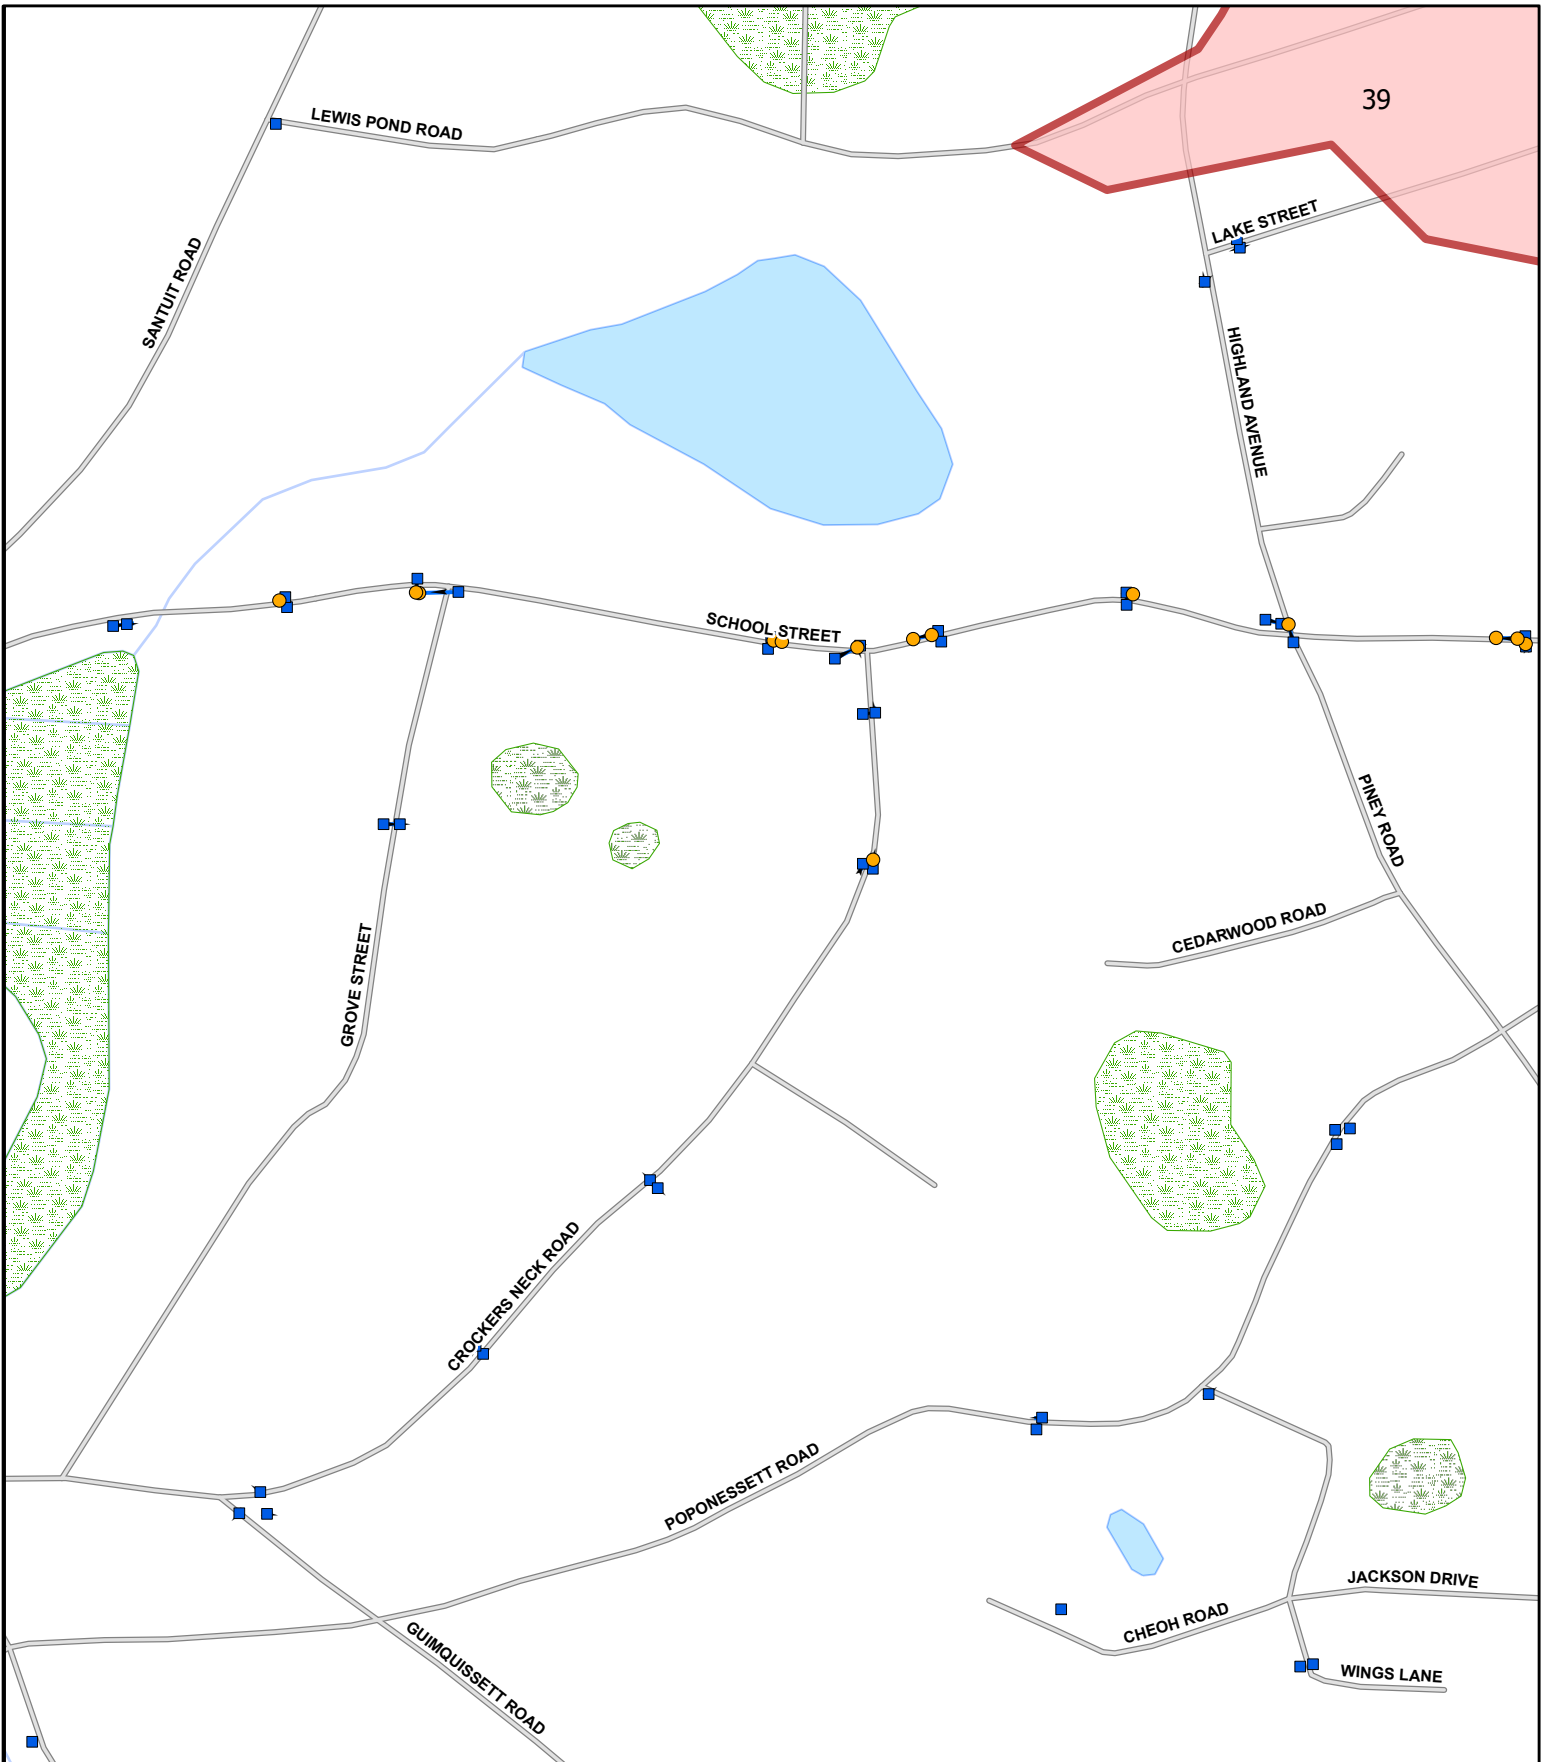 39
LEWIS POND ROAD
LAKE STREET
SANTUIT ROAD
HIGHLAND AVENUE
SCHOOL STREET
PINEY ROAD
CEDARWOOD ROAD
GROVE STREET
CROCKERS NECK ROAD
POPONESSETT ROAD
JACKSON DRIVE
CHEOH ROAD
GUIMQUISSETT ROAD
WINGS LANE